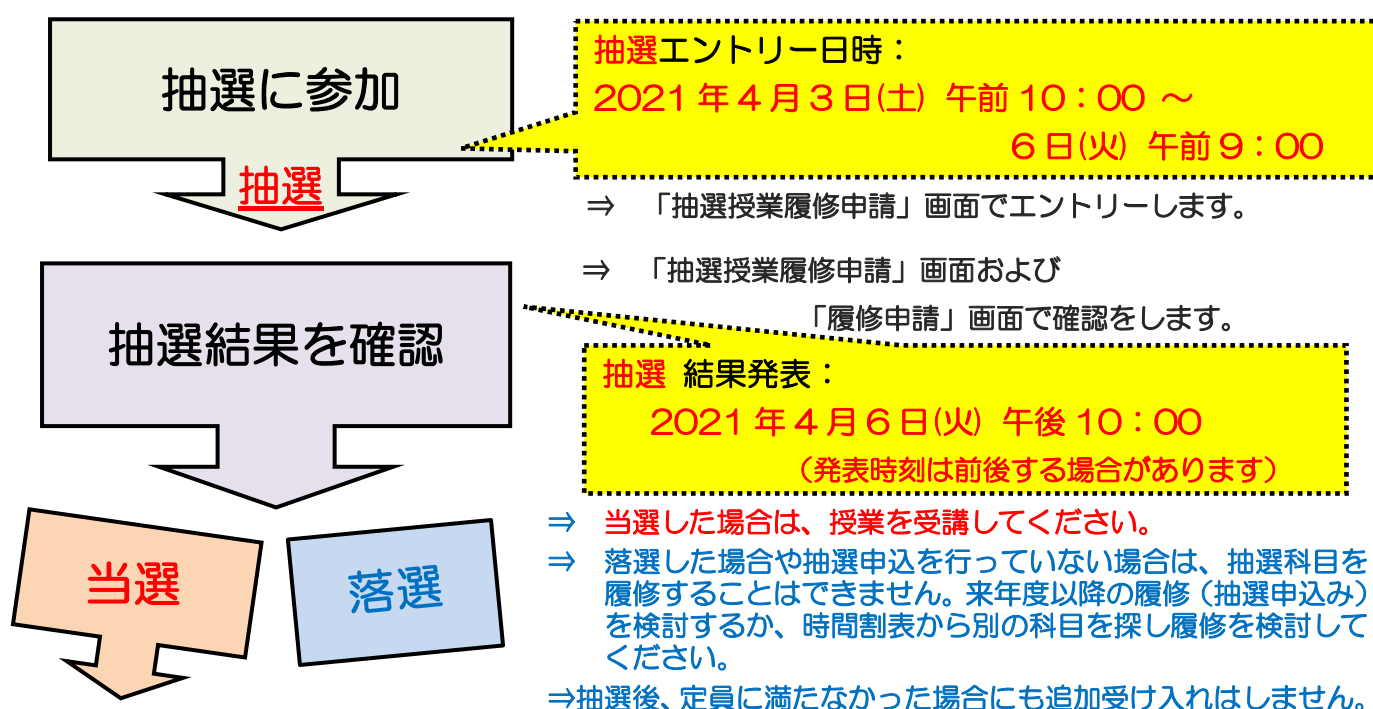 抽選に参加
抽選
抽選エントリー日時：
2021年4月3日(土) 午前10：00 ～
6日(火) 午前9：00
⇒ 「抽選授業履修申請」画面でエントリーします。
⇒ 「抽選授業履修申請」画面および
「履修申請」画面で確認をします。
抽選結果を確認
抽選 結果発表：
2021年4月6日(火) 午後10：00
（発表時刻は前後する場合があります）
当選
落選
⇒ 当選した場合は、授業を受講してください。
⇒ 落選した場合や抽選申込を行っていない場合は、抽選科目を
履修することはできません。来年度以降の履修（抽選申込み）
を検討するか、時間割表から別の科目を探し履修を検討して
ください。
⇒抽選後、定員に満たなかった場合にも追加受け入れはしません。